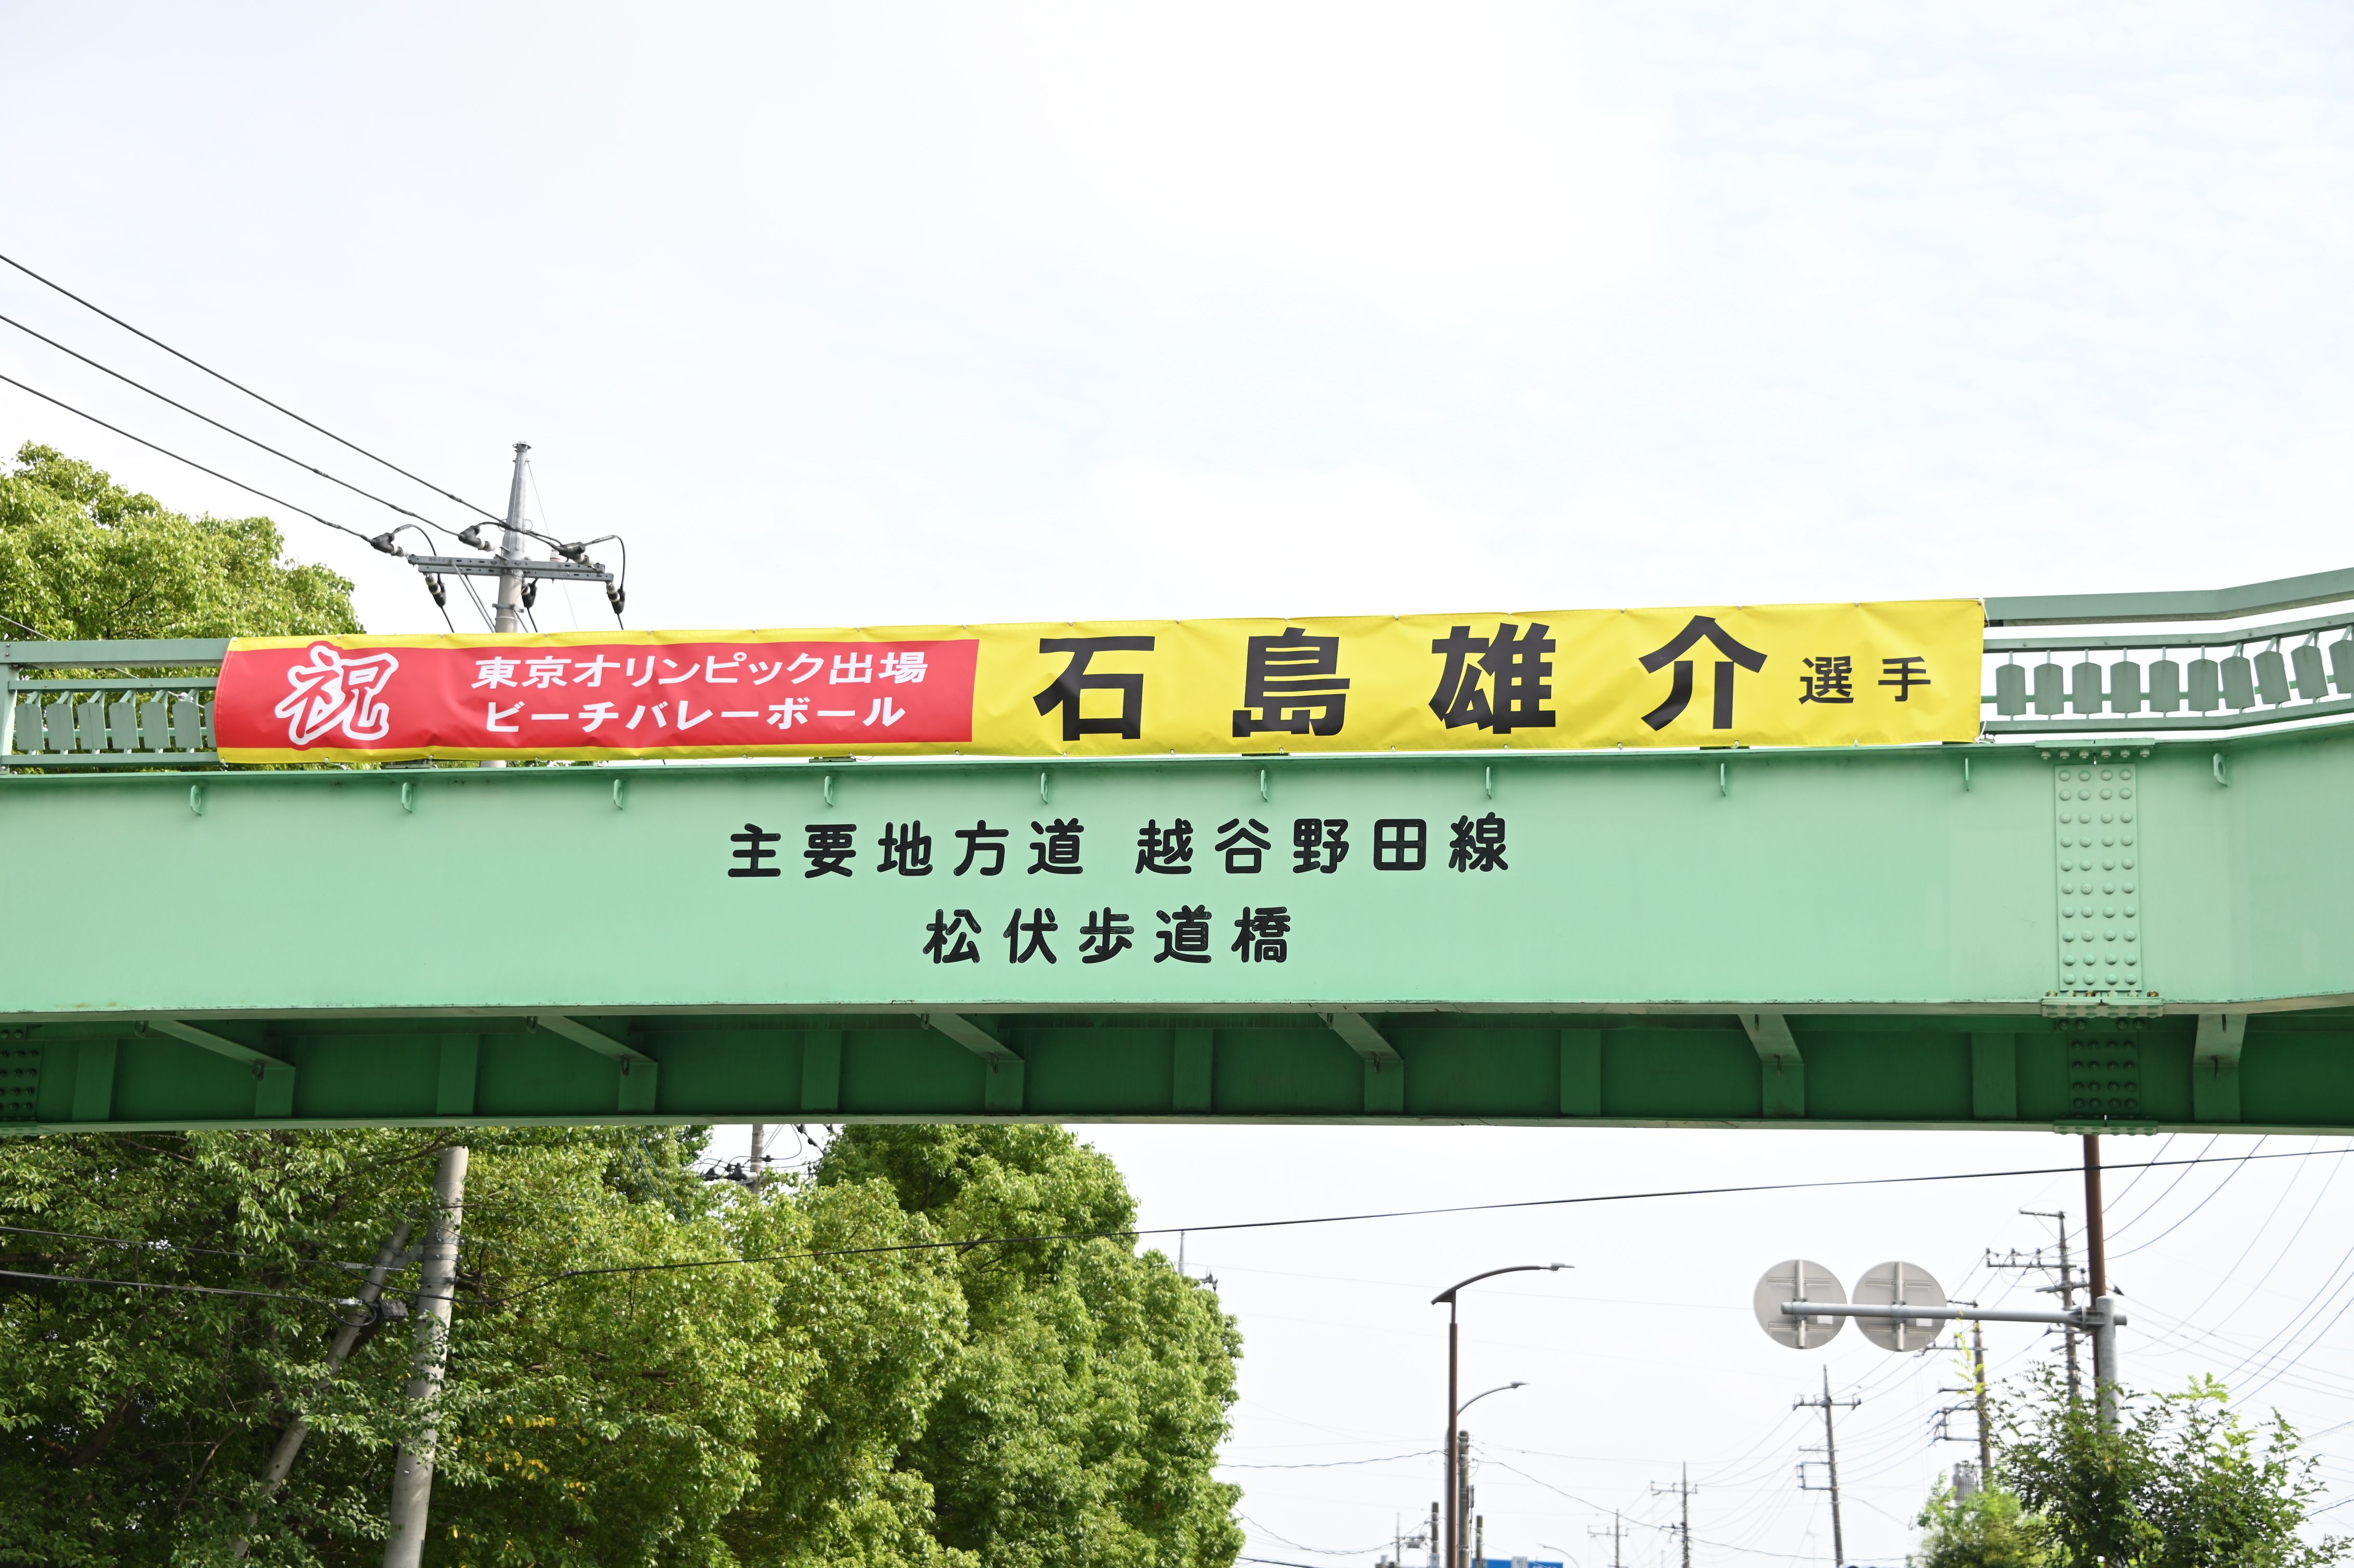 祝
東京オリンピック出場
ビーチバレーボール
石島雄介選手
主要地方道 越谷野田線
松伏歩道橋